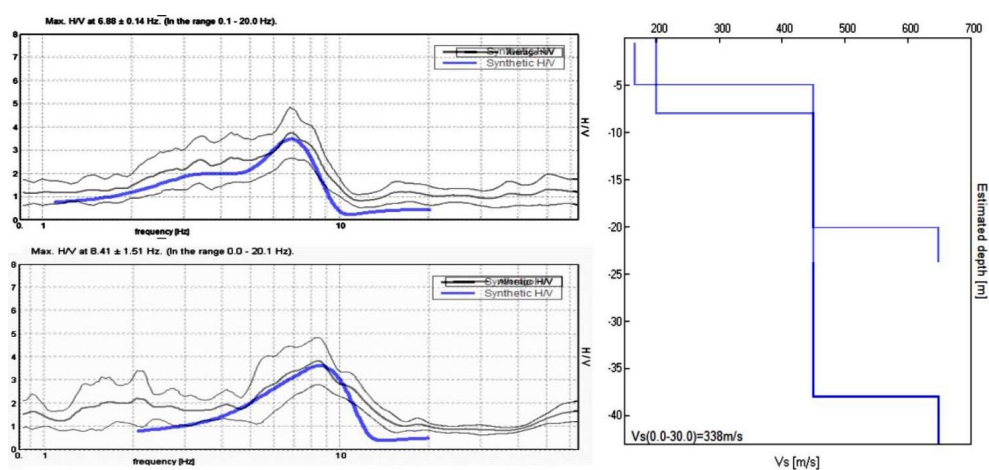 Max. H/V at 6.88 ± 0.14 Hz. (In the range 0.1 - 20.0 Hz).
8
7
6
5
4
3
2
1
0
Synthetic H/V
H/V
0. 1 10
frequency [Hz]
Max. H/V at 8.41 ± 1.51 Hz. (In the range 0.0 - 20.1 Hz).
8
7
6
5
4
3
2
1
0
Synthetic H/V
H/V
0. 1 10
frequency [Hz]
200 300 400 500 600 700
-5
-10
-15
-20
-25
-30
-35
-40
Estimated depth [m]
Vs(0.0-30.0)=338m/s
Vs [m/s]